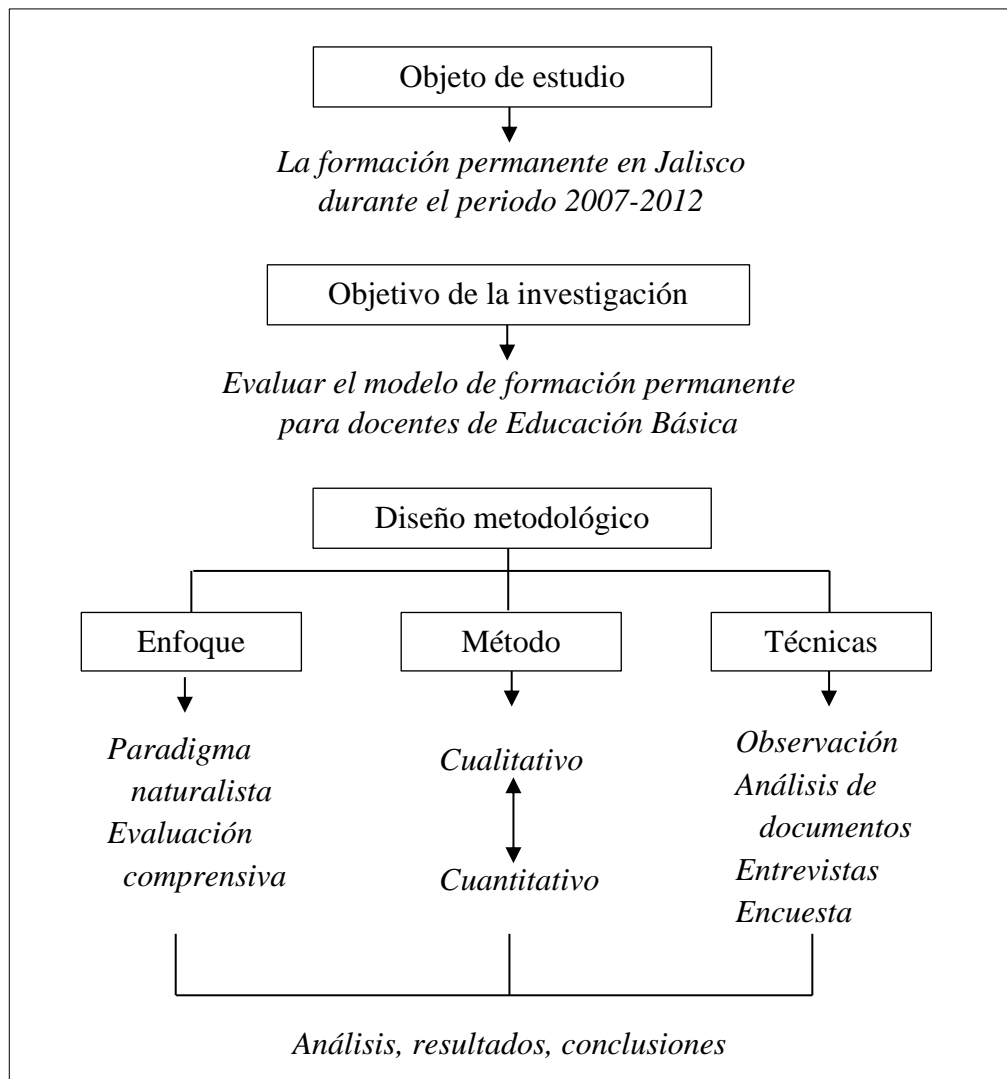 Objeto de estudio
La formación permanente en Jalisco
durante el periodo 2007-2012
Objetivo de la investigación
Evaluar el modelo de formación permanente
para docentes de Educación Básica
Diseño metodológico
Enfoque
Método
Técnicas
Paradigma
naturalista
Evaluación
comprensiva
Cualitativo
Cuantitativo
Observación
Análisis de
documentos
Entrevistas
Encuesta
Análisis, resultados, conclusiones